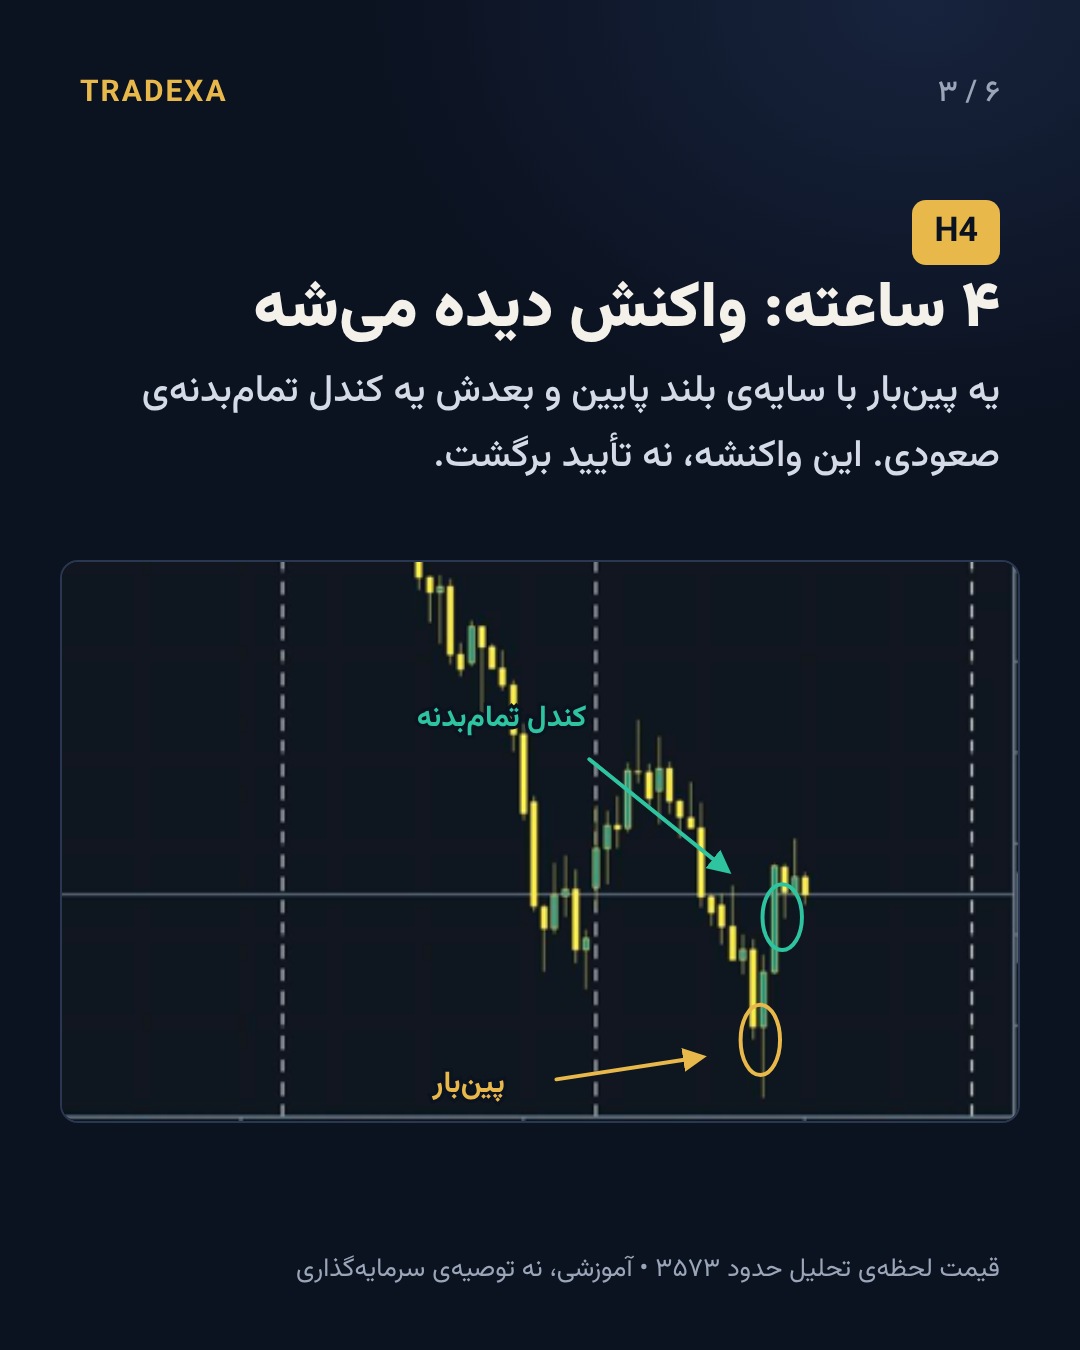 TRADEXA
۳ / ۶
H4
۴ ساعته: واکنش دیده می‌شه
یه پین‌بار با سایه‌ی بلند پایین و بعدش یه کندل تمام‌بدنه‌ی
صعودی. این واکنشه، نه تأیید برگشت.
کندل تمام‌بدنه
پین‌بار
قیمت لحظه‌ی تحلیل حدود ۳۵۷۳ • آموزشی، نه توصیه‌ی سرمایه‌گذاری